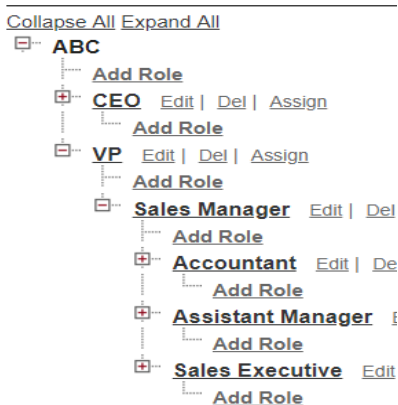 Collapse All Expand All
ABC
Add Role
CEO Edit | Del | Assign
Add Role
VP Edit | Del | Assign
Add Role
Sales Manager Edit | Del
Add Role
Accountant Edit | De
Add Role
Assistant Manager E
Add Role
Sales Executive Edit
Add Role